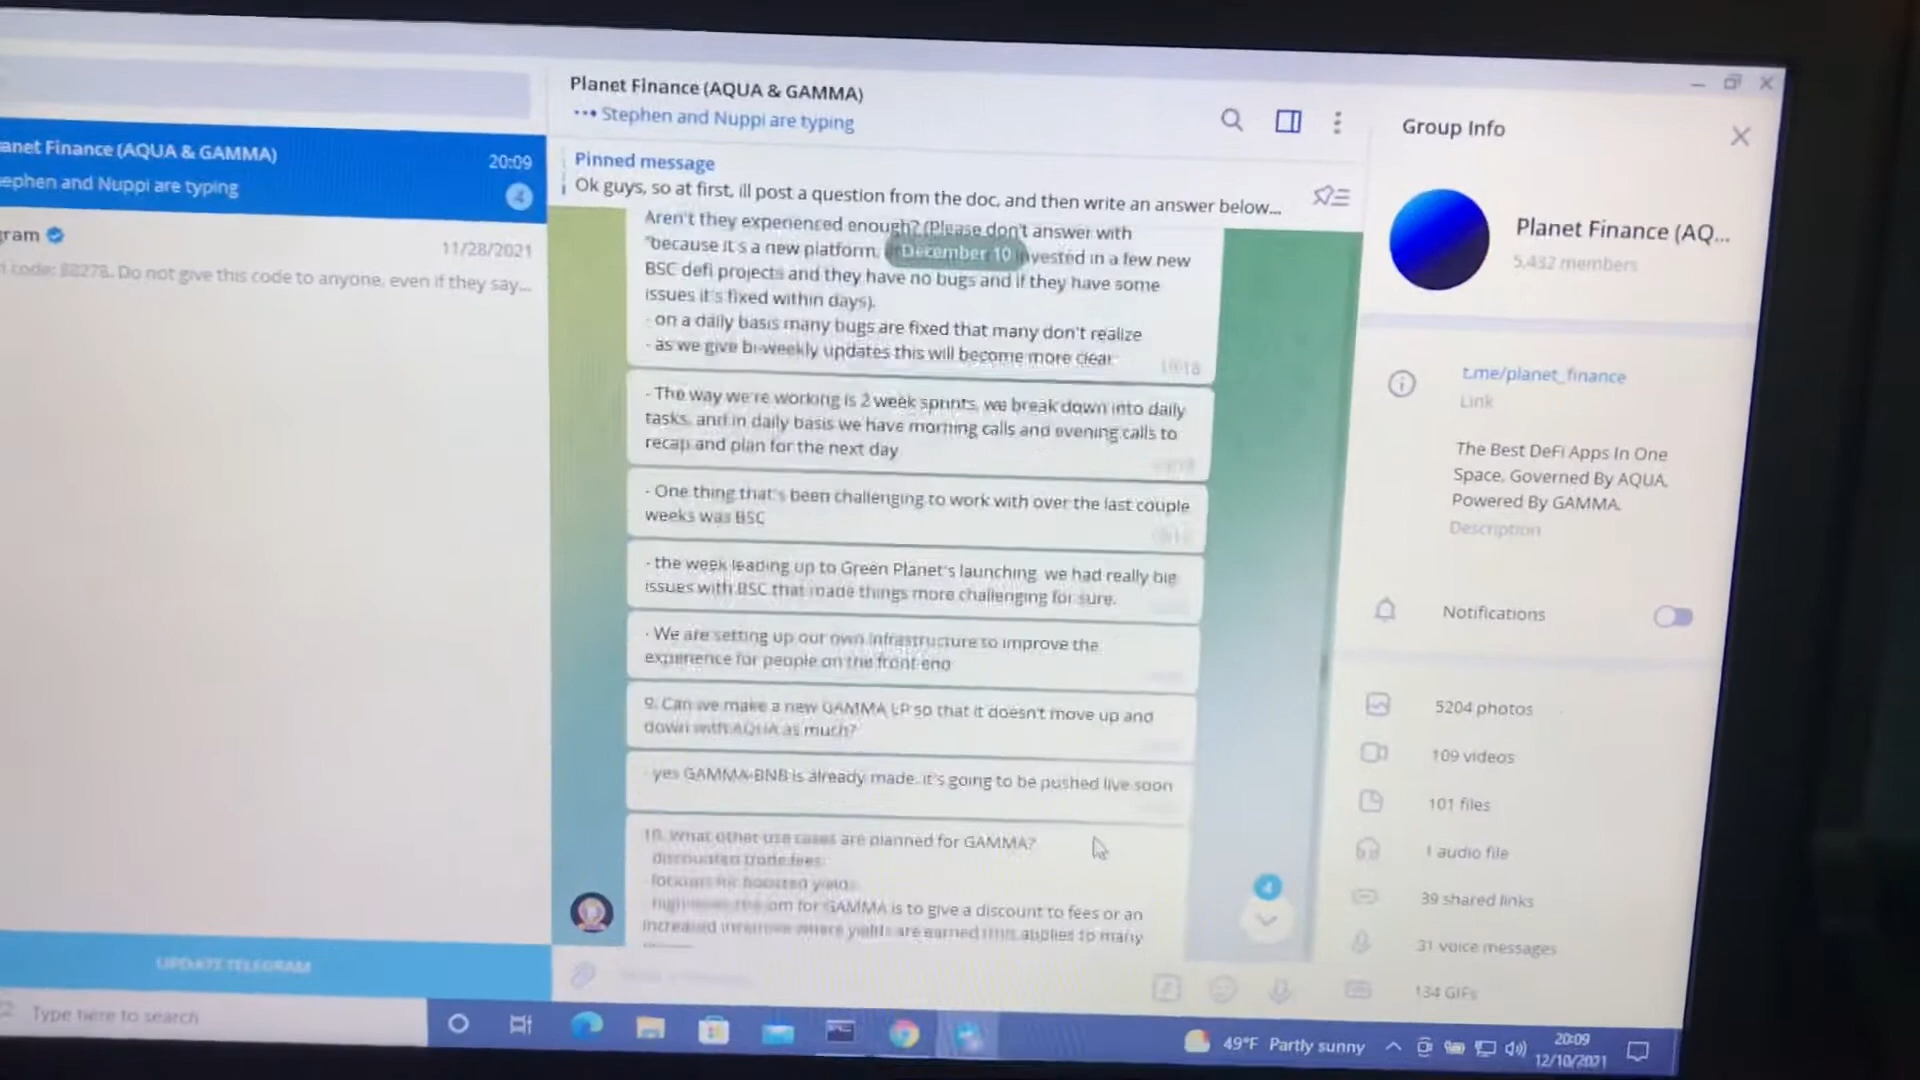 Planet Finance (AQUA & GAMMA)
Stephen and Nuppi are typing
anet Finance (AQUA & GAMMA)
20:09
ephen and Nuppi are typing
4
gram
11/28/2021
Do not give this code to anyone, even if they say...
UPDATE TELEGRAM
Type here to search
Pinned message
Ok guys, so at first, ill post a question from the doc, and then write an answer below...
Aren't they experienced enough? (Please don't answer with
"because it's a new platform, invested in a few new
December 10
BSC defi projects and they have no bugs and if they have some
issues it's fixed within days).
- on a daily basis many bugs are fixed that many don't realize
- as we give bi-weekly updates this will become more clear
- The way we're working is 2 week sprints, we break down into daily
tasks, and in daily basis we have morning calls and evening calls to
recap and plan for the next day
- One thing that's been challenging to work with over the last couple
weeks was BSC
- the week leading up to Green Planet's launching we had really big
issues with BSC that made things more challenging for sure.
- We are setting up our own infrastructure to improve the
experience for people on the front end
9. Can we make a new GAMMA LP so that it doesn't move up and
down with AQUA as much?
- yes GAMMA-BNB is already made, it's going to be pushed live soon
10. What other use cases are planned for GAMMA?
discounted trade fees
for boosted yields
for GAMMA is to give a discount to fees or an
increased incentive where yields are earned this applies to many
4
Group Info
Planet Finance (AQ...
5,432 members
t.me/planet_finance
Link
The Best DeFi Apps In One
Space. Governed By AQUA.
Powered By GAMMA.
Description
Notifications
5204 photos
109 videos
101 files
1 audio file
39 shared links
31 voice messages
134 GIFs
49°F Partly sunny
20:09
12/10/2021